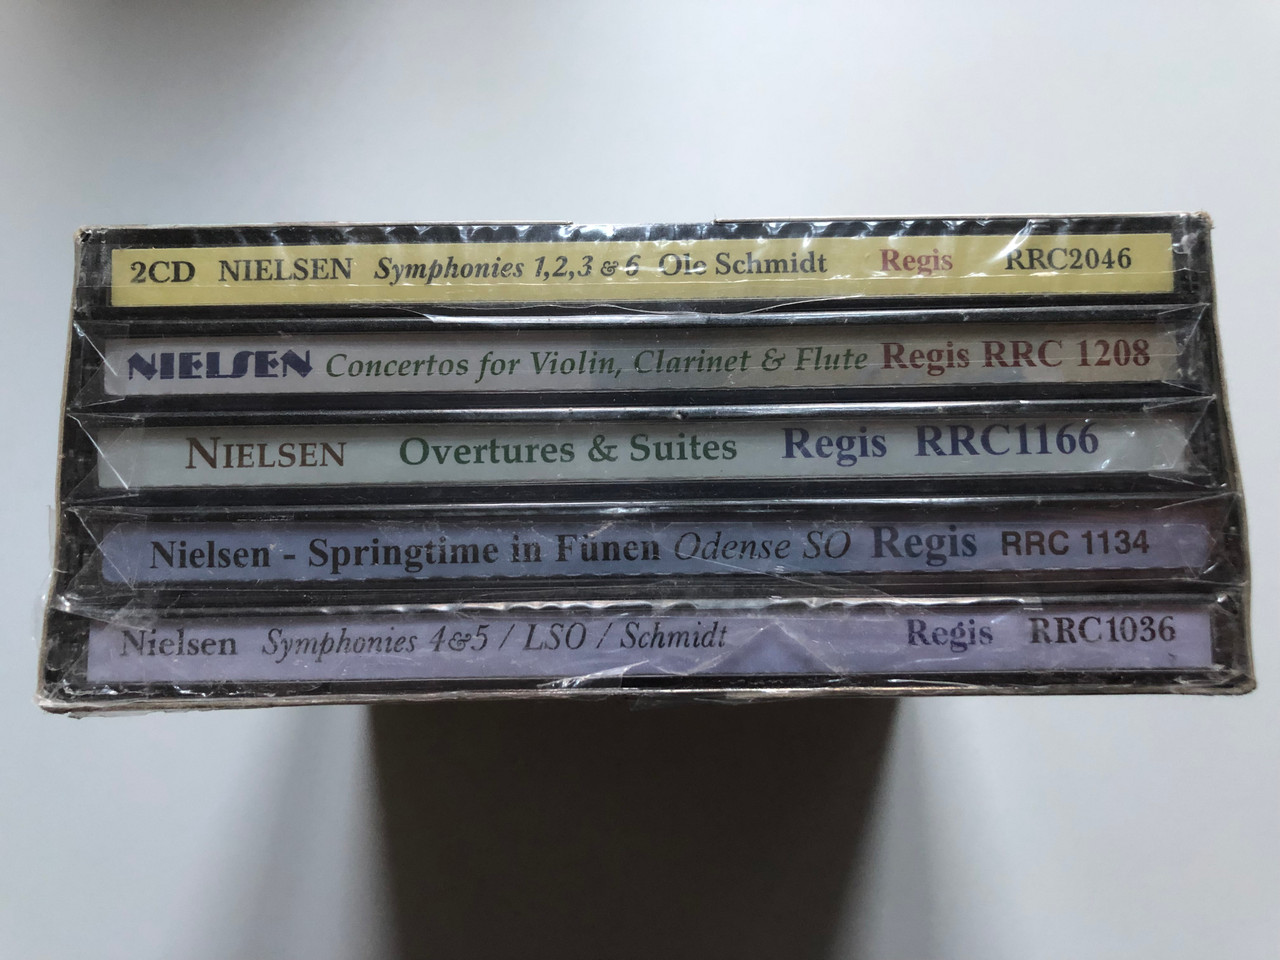 2CD NIELSEN Symphonies 1,2,3 & 6 Ole Schmidt Regis RRC2046
NIELSEN Concertos for Violin, Clarinet & Flute Regis RRC 1208
NIELSEN Overtures & Suites Regis RRC1166
Nielsen - Springtime in Fünen Odense SO Regis RRC 1134
Nielsen Symphonies 4&5 / LSO / Schmidt Regis RRC1036